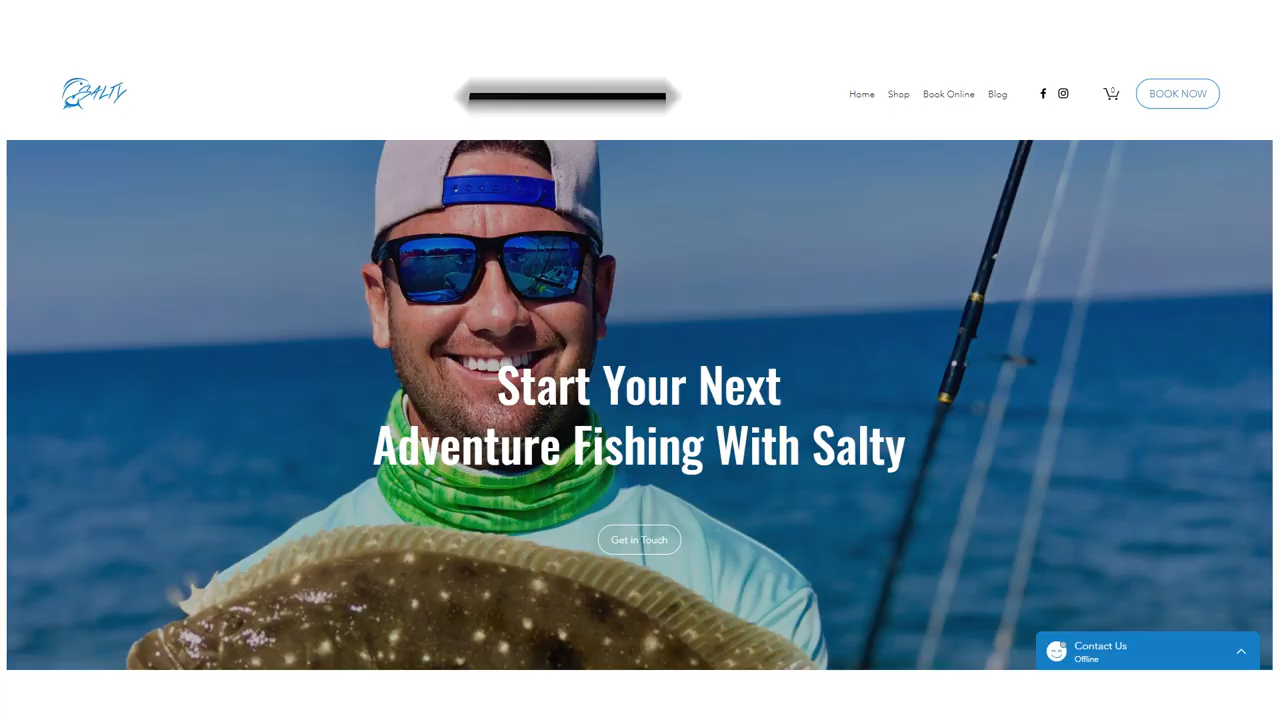 SALTY
Home Shop Book Online Blog
0
BOOK NOW
Start Your Next
Adventure Fishing With Salty
Get in Touch
Contact Us
Offline